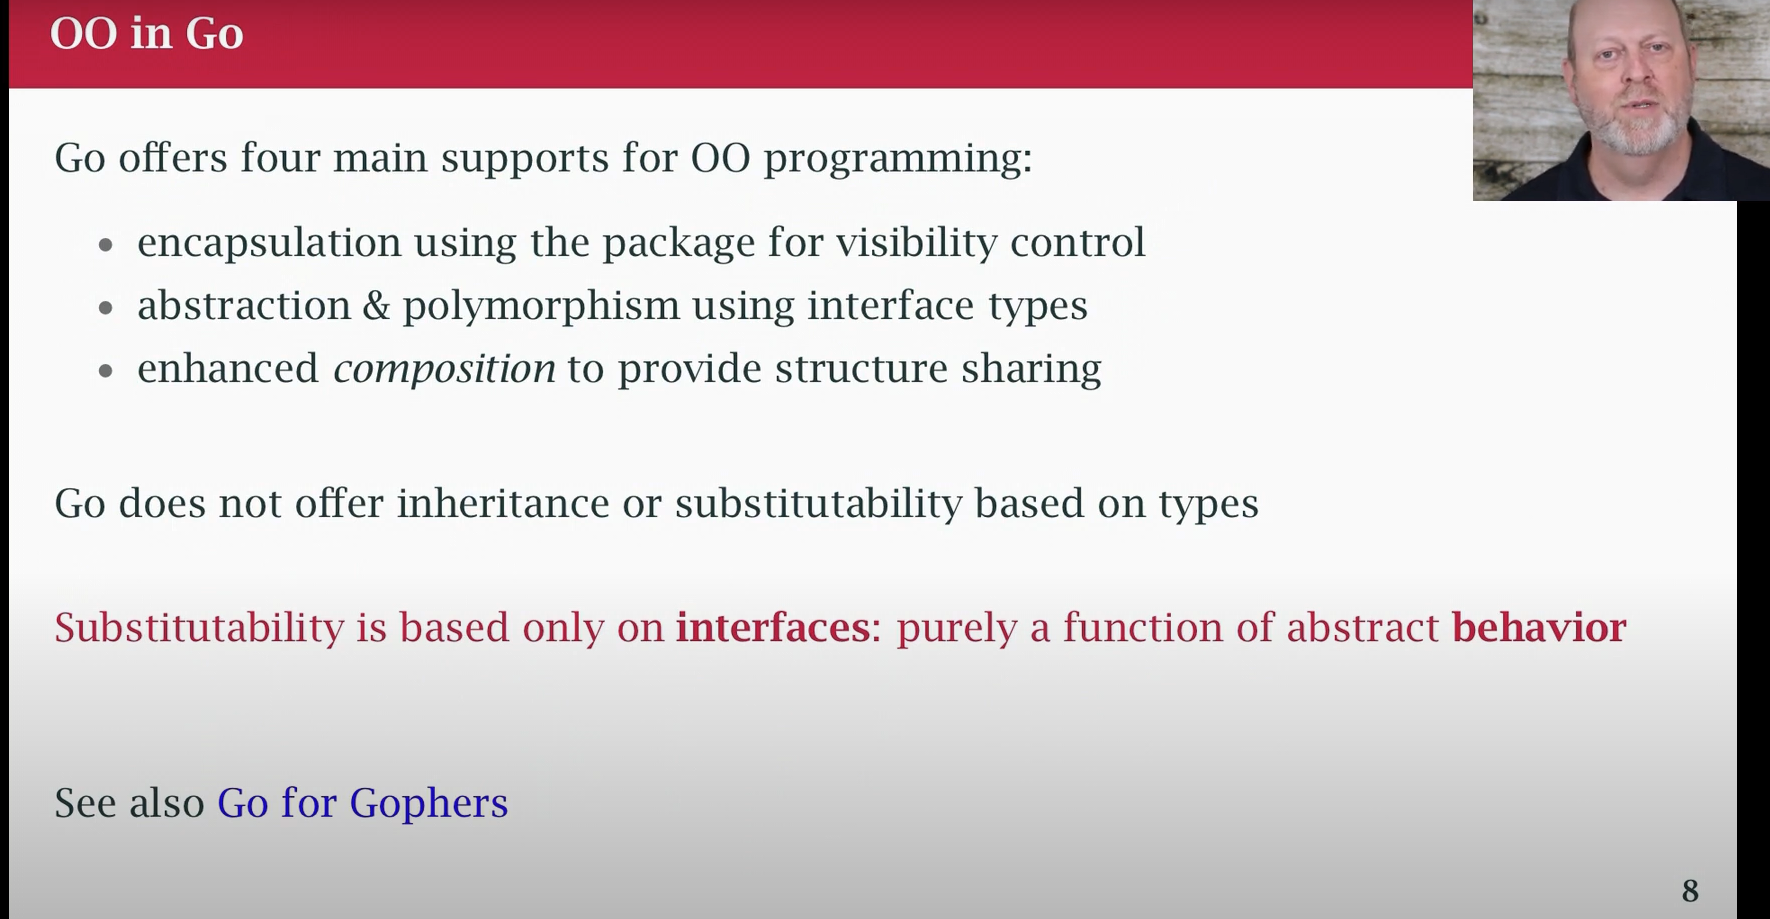 OO in Go
Go offers four main supports for OO programming:
• encapsulation using the package for visibility control
• abstraction & polymorphism using interface types
• enhanced composition to provide structure sharing
Go does not offer inheritance or substitutability based on types
Substitutability is based only on interfaces: purely a function of abstract behavior
See also Go for Gophers
8